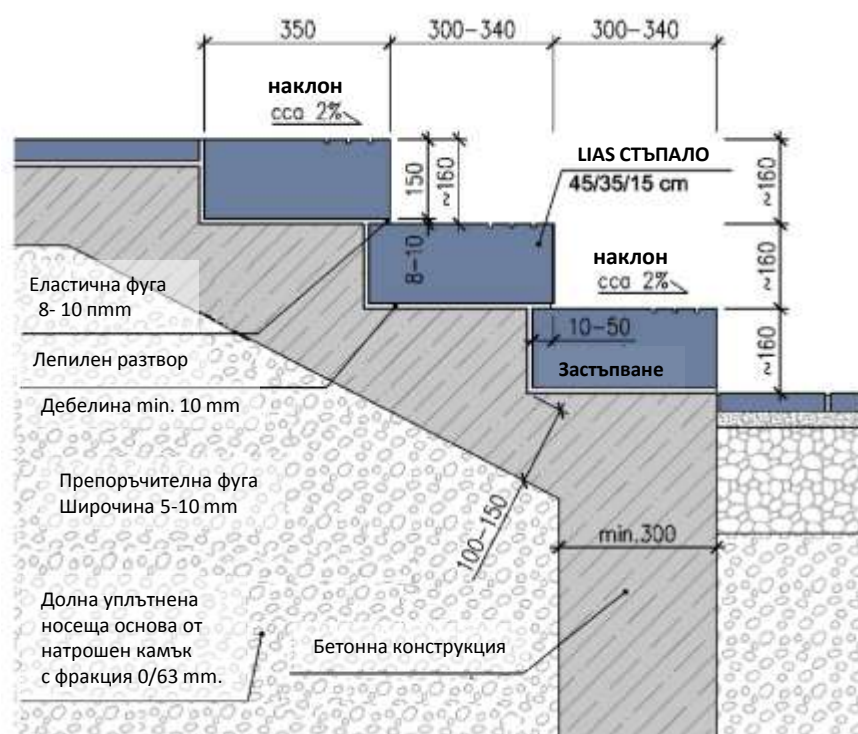 350
300-340
300-340
наклон
cca 2%
150
~160
LIAS СТЪПАЛО
45/35/15 cm
~160
8-10
наклон
cca 2%
~160
Еластична фуга
8- 10 nmm
10-50
~160
Лепилен разтвор
Застъпване
Дебелина min. 10 mm
Препоръчителна фуга
Широчина 5-10 mm
100-150
min.300
Долна уплътнена
носеща основа от
натрошен камък
с фракция 0/63 mm.
Бетонна конструкция